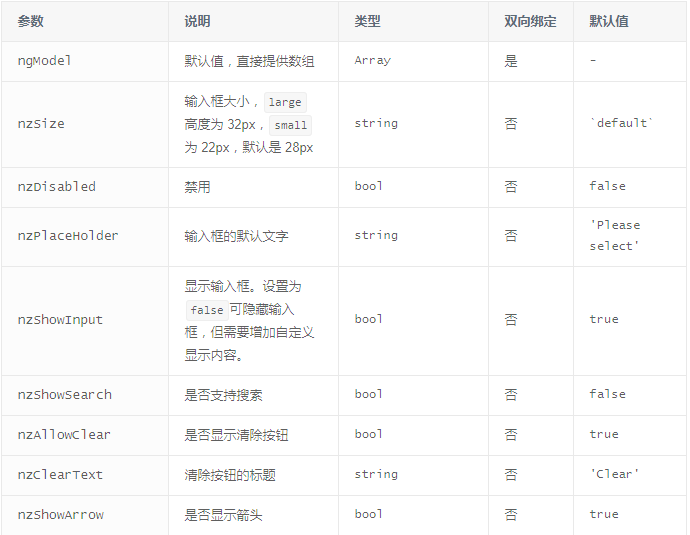 参数 说明 类型 双向绑定 默认值
ngModel 默认值，直接提供数组 Array 是 -
nzSize 输入框大小， large
高度为 32px， small
为 22px，默认是 28px string 否 `default`
nzDisabled 禁用 bool 否 false
nzPlaceHolder 输入框的默认文字 string 否 'Please
select'
nzShowInput 显示输入框。设置为
false 可隐藏输入
框，但需要增加自定义
显示内容。 bool 否 true
nzShowSearch 是否支持搜素 bool 否 false
nzAllowClear 是否显示清除按钮 bool 否 true
nzClearText 清除按钮的标题 string 否 'Clear'
nzShowArrow 是否显示箭头 bool 否 true